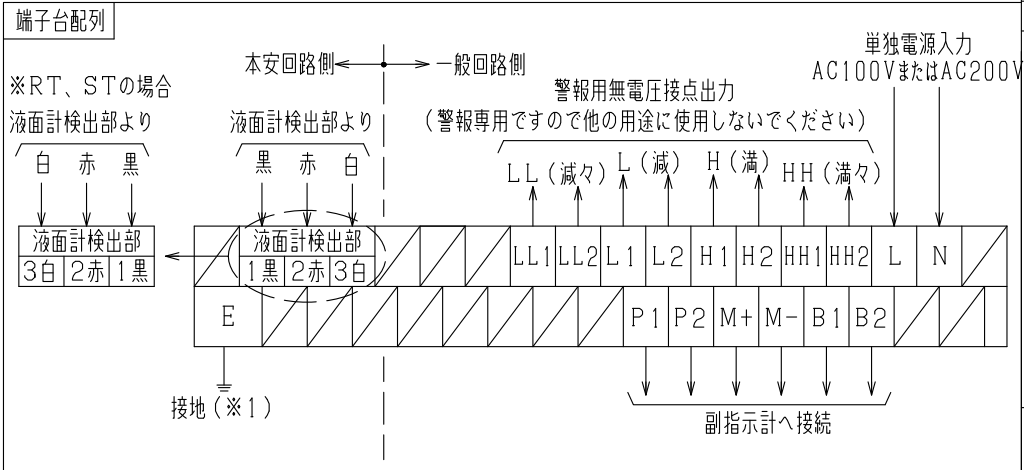 端子台配列
本安回路側
一般回路側
単独電源入力
AC100VまたはAC200V
※RT、STの場合
液面計検出部より
液面計検出部より
警報用無電圧接点出力
(警報専用ですので他の用途に使用しないでください)
白 赤 黒
黒 赤 白
LL(減々) L(減) H(満) HH(満々)
液面計検出部
3白 2赤 1黒
液面計検出部
1黒 2赤 3白
LL1 LL2 L1 L2 H1 H2 HH1 HH2 L N
E P1 P2 M+ M- B1 B2
接地(※1)
副指示計へ接続